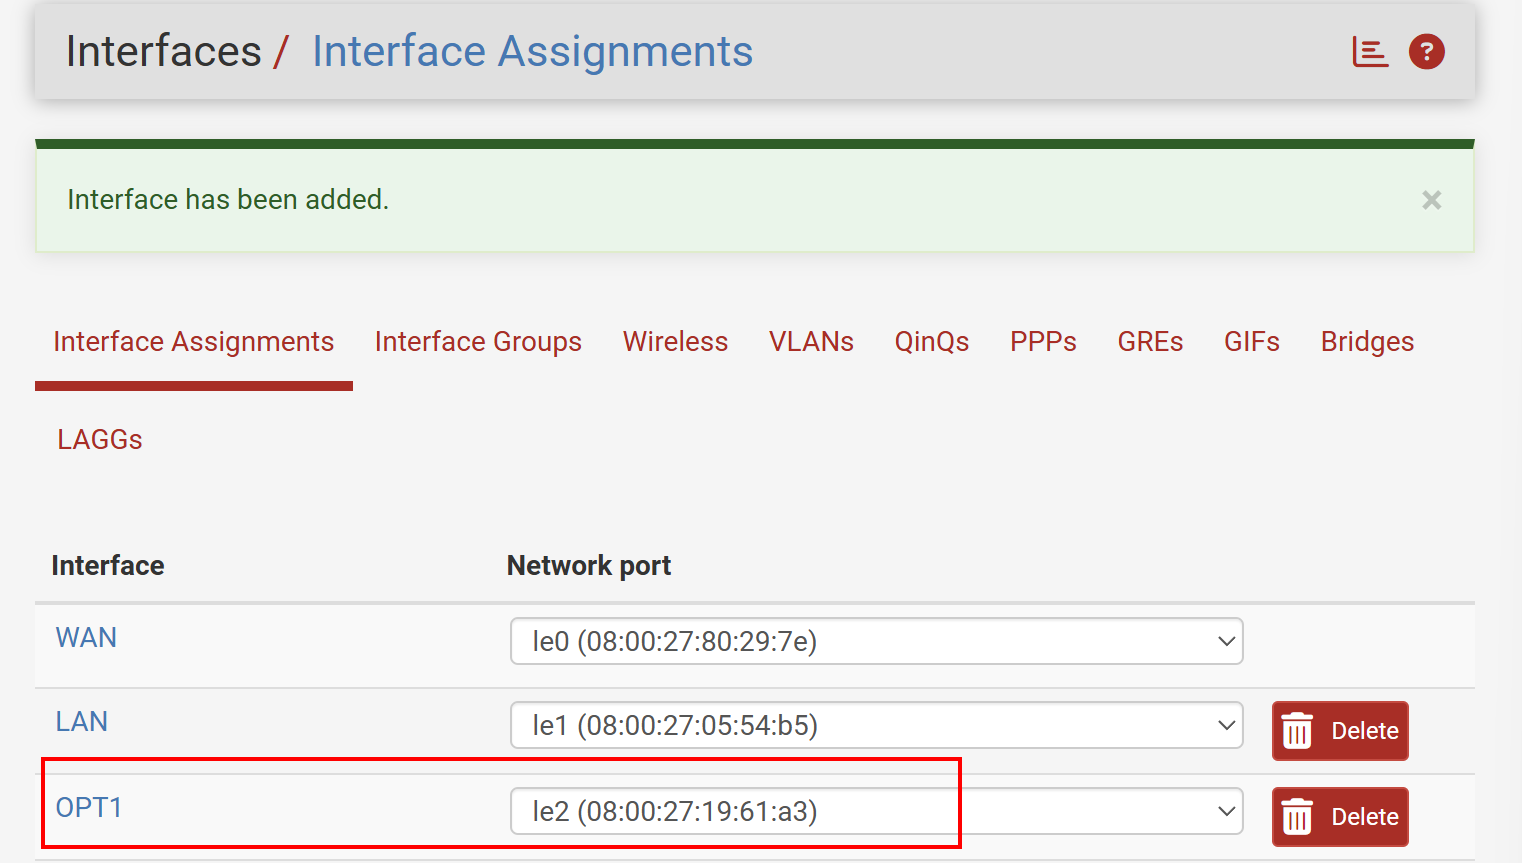 Interfaces / Interface Assignments
?
Interface has been added.
×
Interface Assignments Interface Groups Wireless VLANs QinQs PPPs GREs GIFs Bridges
LAGGs
Interface Network port
WAN le0 (08:00:27:80:29:7e)
LAN le1 (08:00:27:05:54:b5) Delete
OPT1 le2 (08:00:27:19:61:a3) Delete